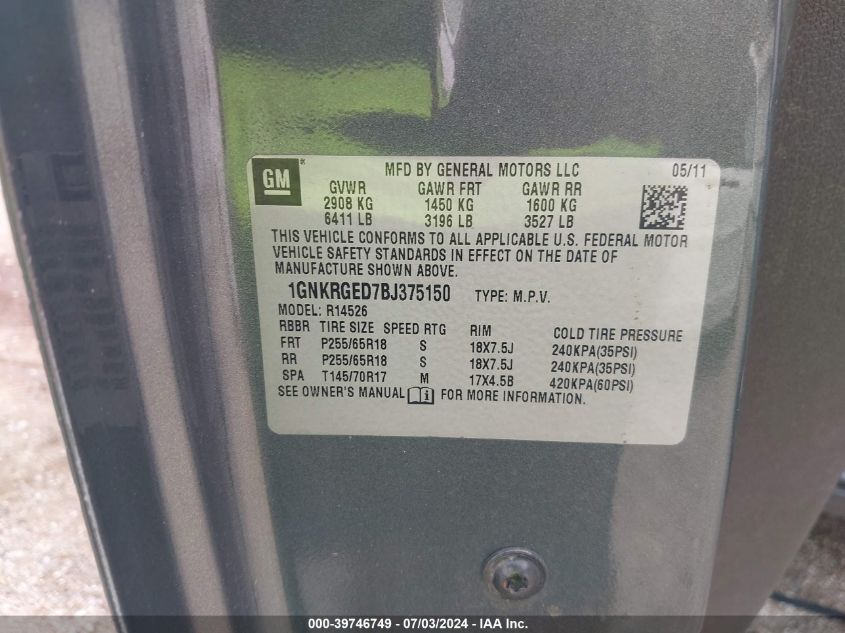 GM ® MFD BY GENERAL MOTORS LLC 05/11
GVWR GAWR FRT GAWR RR
2908 KG 1450 KG 1600 KG
6411 LB 3196 LB 3527 LB
THIS VEHICLE CONFORMS TO ALL APPLICABLE U.S. FEDERAL MOTOR
VEHICLE SAFETY STANDARDS IN EFFECT ON THE DATE OF
MANUFACTURE SHOWN ABOVE.
1GNKRGED7BJ375150 TYPE: M.P.V.
MODEL: R14526
RBBR TIRE SIZE SPEED RTG RIM COLD TIRE PRESSURE
FRT P255/65R18 S 18X7.5J 240KPA(35PSI)
RR P255/65R18 S 18X7.5J 240KPA(35PSI)
SPA T145/70R17 M 17X4.5B 420KPA(60PSI)
SEE OWNER'S MANUAL i FOR MORE INFORMATION.
000-39746749 - 07/03/2024 - IAA Inc.